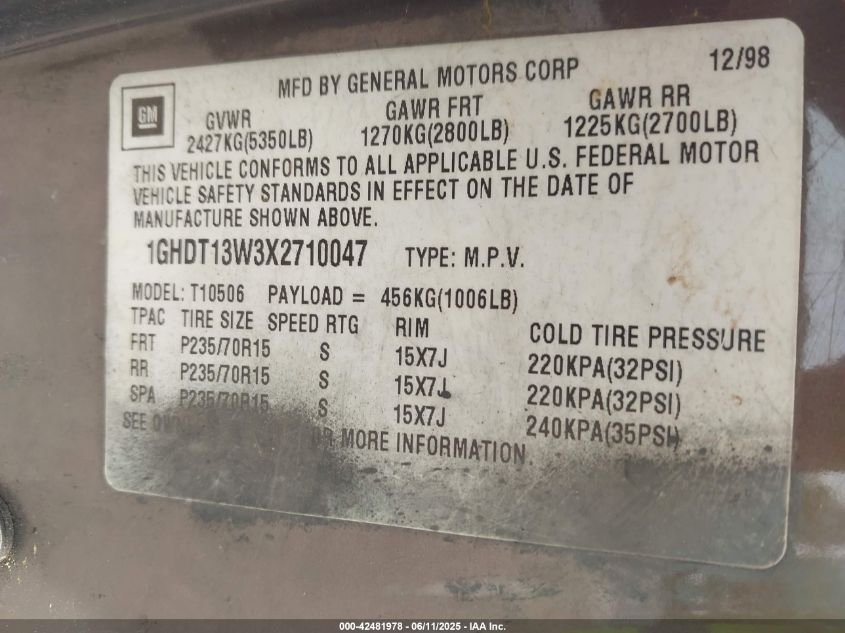 MFD BY GENERAL MOTORS CORP 12/98
GM
GVWR GAWR FRT GAWR RR
2427KG(5350LB) 1270KG(2800LB) 1225KG(2700LB)
THIS VEHICLE CONFORMS TO ALL APPLICABLE U.S. FEDERAL MOTOR
VEHICLE SAFETY STANDARDS IN EFFECT ON THE DATE OF
MANUFACTURE SHOWN ABOVE.
1GHDT13W3X2710047 TYPE: M.P.V.
MODEL: T10506 PAYLOAD = 456KG(1006LB)
TPAC TIRE SIZE SPEED RTG RIM COLD TIRE PRESSURE
FRT P235/70R15 S 15X7J 220KPA(32PSI)
RR P235/70R15 S 15X7J 220KPA(32PSI)
SPA P235/70R15 S 15X7J 240KPA(35PSI)
SEE MORE INFORMATION.
000-42481978 - 06/11/2025 - IAA Inc.